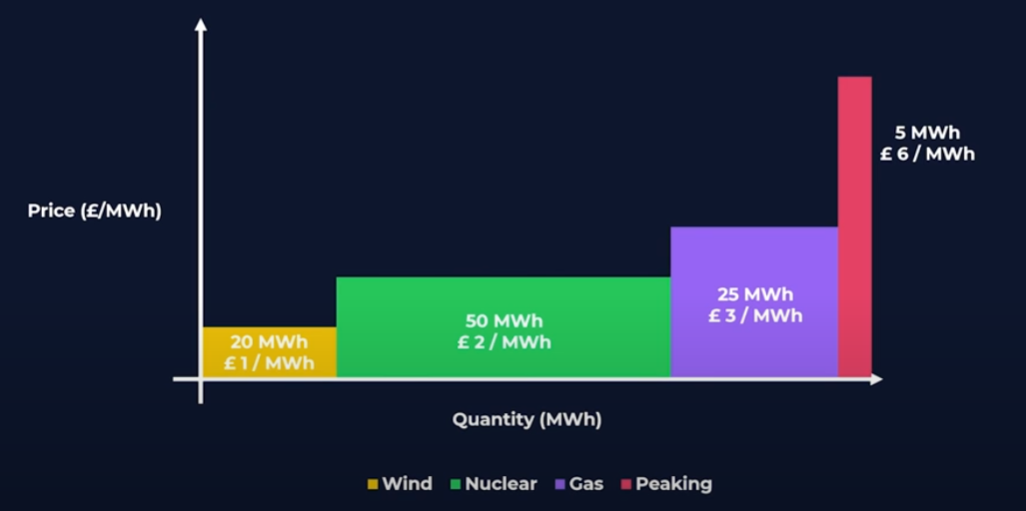 5 MWh
£ 6 / MWh
Price (£/MWh)
25 MWh
£ 3 / MWh
50 MWh
£ 2 / MWh
20 MWh
£ 1 / MWh
Quantity (MWh)
Wind Nuclear Gas Peaking